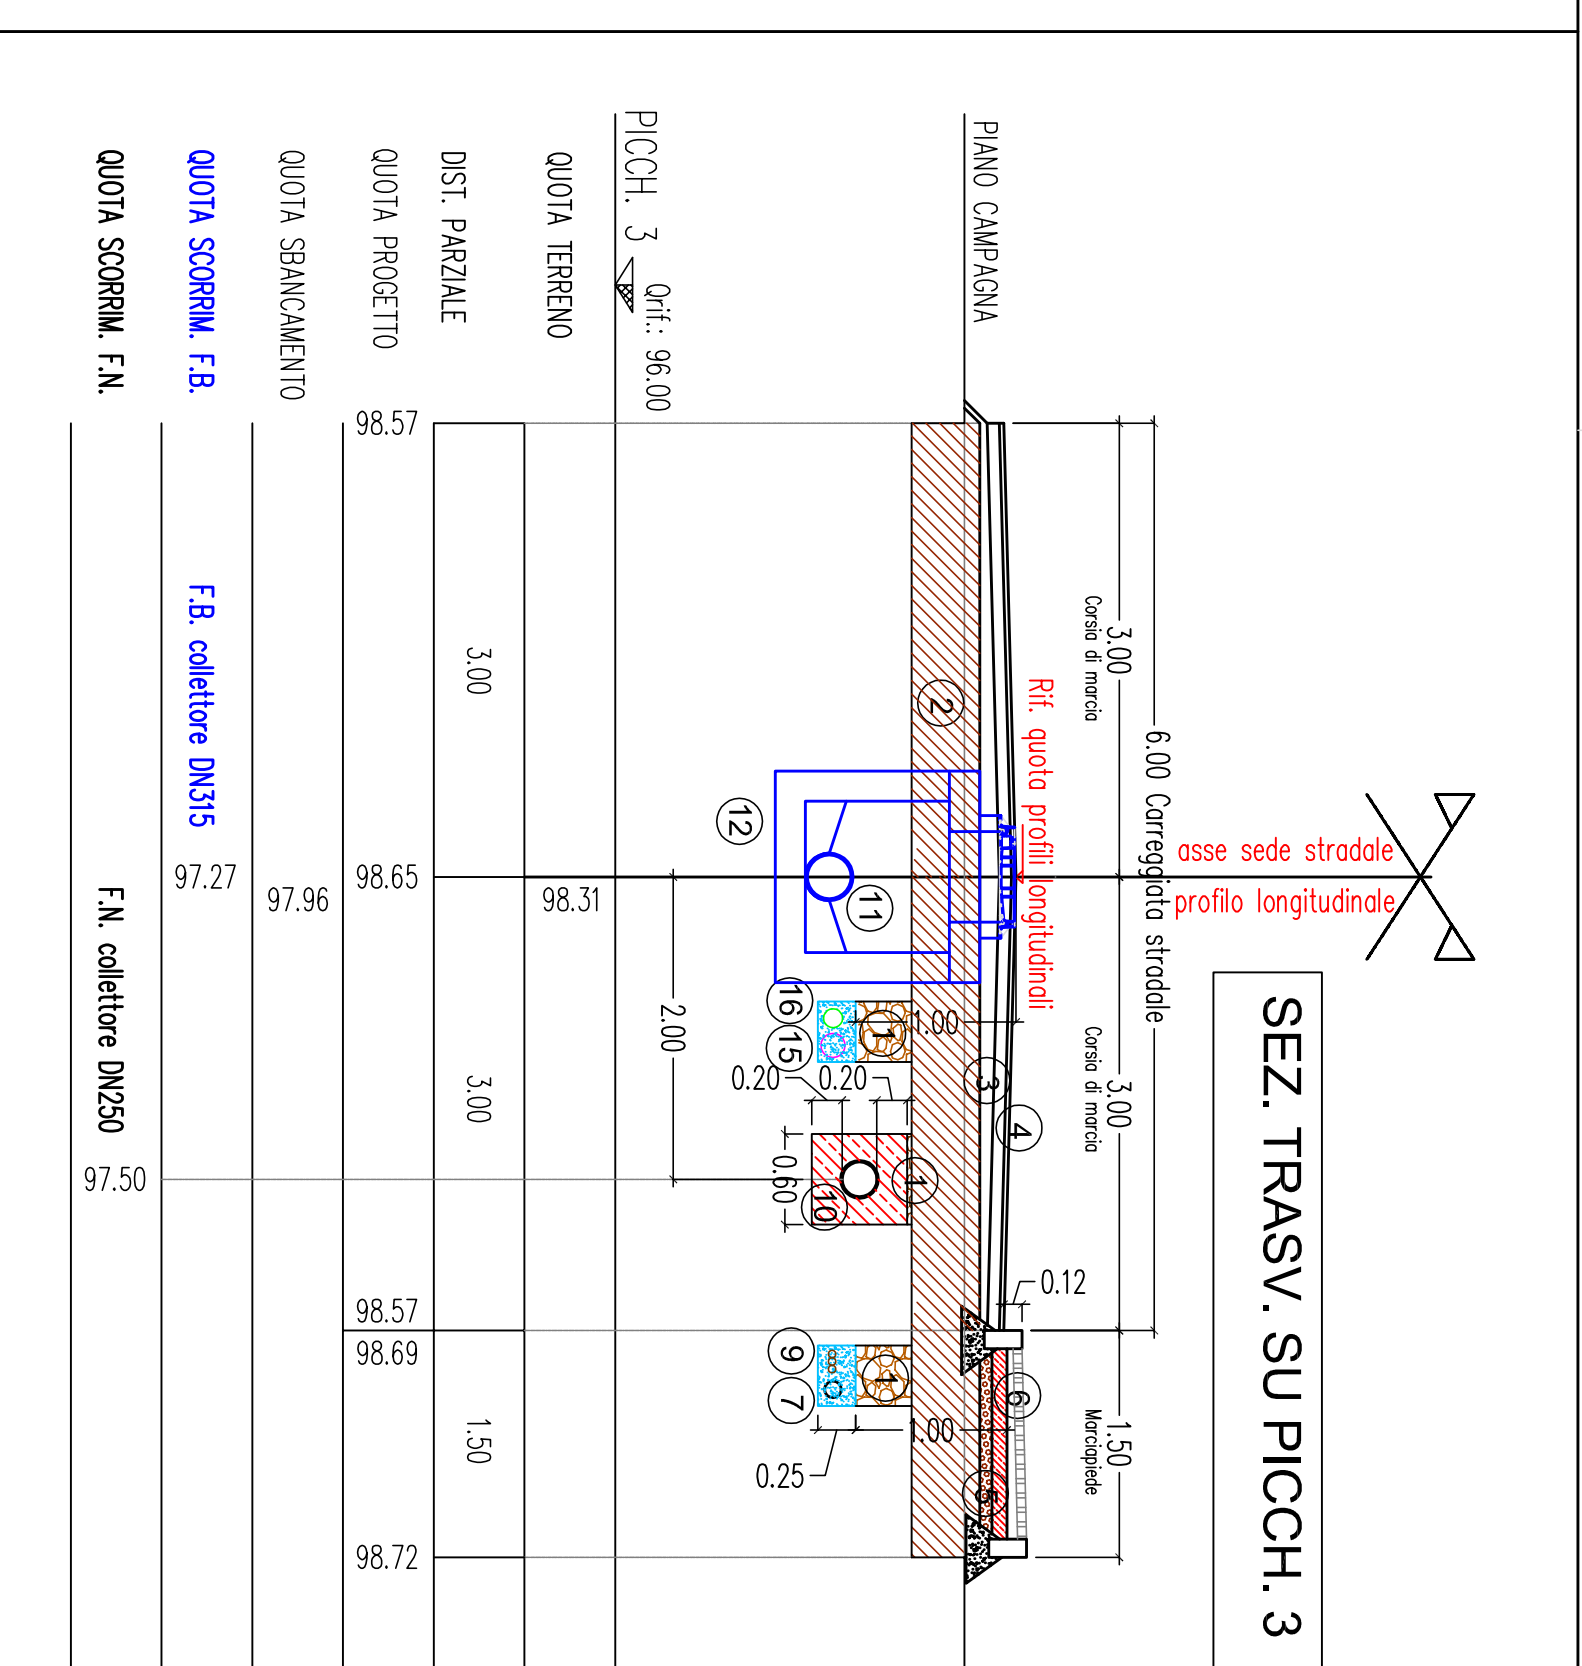 SEZ. TRASV. SU PICCH. 3
asse sede stradale
profilo longitudinale
6.00 Carreggiata stradale
3.00
Corsia di marcia
3.00
Corsia di marcia
1.50
Marciapiede
Rif. quota profili longitudinali
0.12
PIANO CAMPAGNA
4
6
3
5
2
1.00
1.00
1
1
1
11
10
16
15
9
7
12
0.20
0.20
0.60
0.25
2.00
PICCH. 3
Qrif.: 96.00
QUOTA TERRENO
98.31
DIST. PARZIALE
3.00
3.00
1.50
QUOTA PROGETTO
98.57
98.65
98.57
98.69
98.72
QUOTA SBANCAMENTO
97.96
QUOTA SCORRIM. F.B.
F.B. collettore DN315
97.27
QUOTA SCORRIM. F.N.
F.N. collettore DN250
97.50